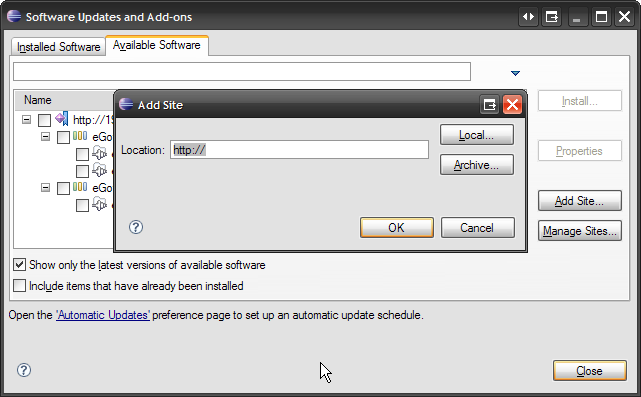 Software Updates and Add-ons
Installed Software
Available Software
Name
Install...
http://19
eGo
Properties
eGo
Add Site...
Manage Sites...
Add Site
Location:
http://
Local...
Archive...
OK
Cancel
Show only the latest versions of available software
Include items that have already been installed
Open the 'Automatic Updates' preference page to set up an automatic update schedule.
Close